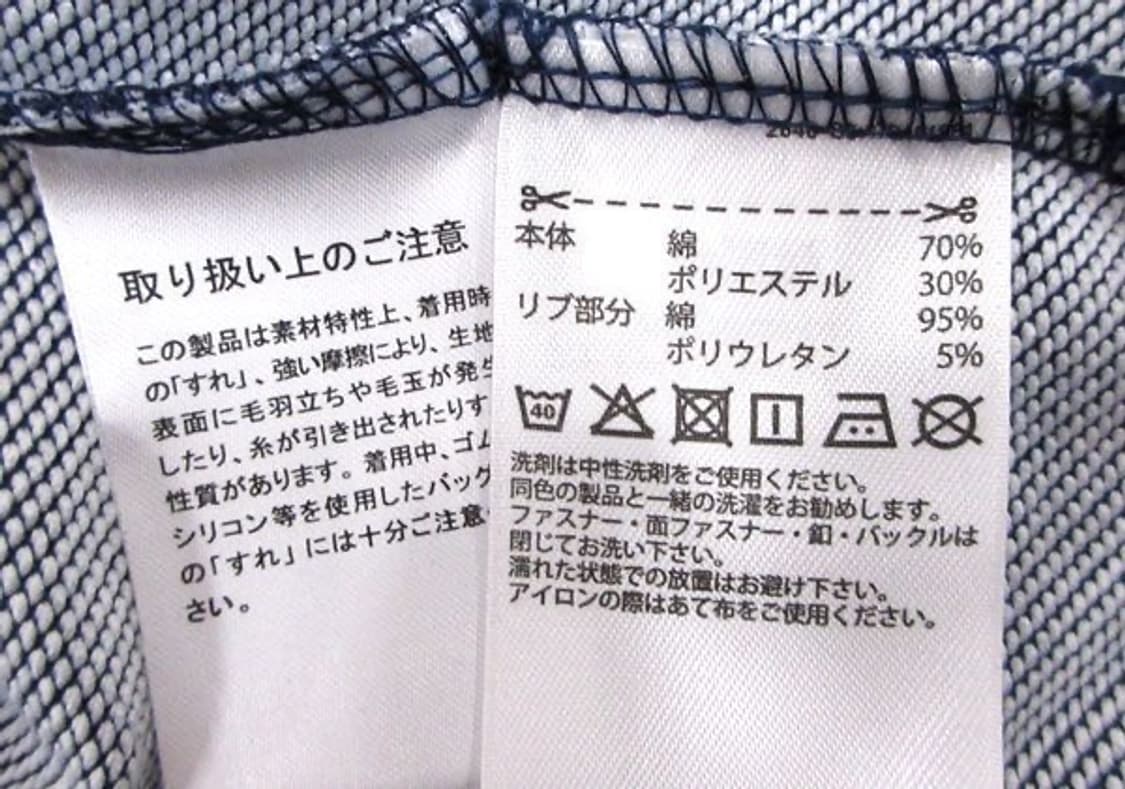 取り扱い上のご注意
この製品は素材特性上、着用時
の「すれ」、強い摩擦により、生地
表面に毛羽立ちや毛玉が発生
したり、糸が引き出されたりす
性質があります。着用中、ゴム
シリコン等を使用したバッグ
の「すれ」には十分ご注意
さい。
本体 綿 70%
ポリエステル 30%
リブ部分 綿 95%
ポリウレタン 5%
40
洗剤は中性洗剤をご使用ください。
同色の製品と一緒の洗濯をお勧めします。
ファスナー・面ファスナー・釦・バックルは
閉じてお洗い下さい。
濡れた状態での放置はお避け下さい。
アイロンの際はあて布をご使用ください。